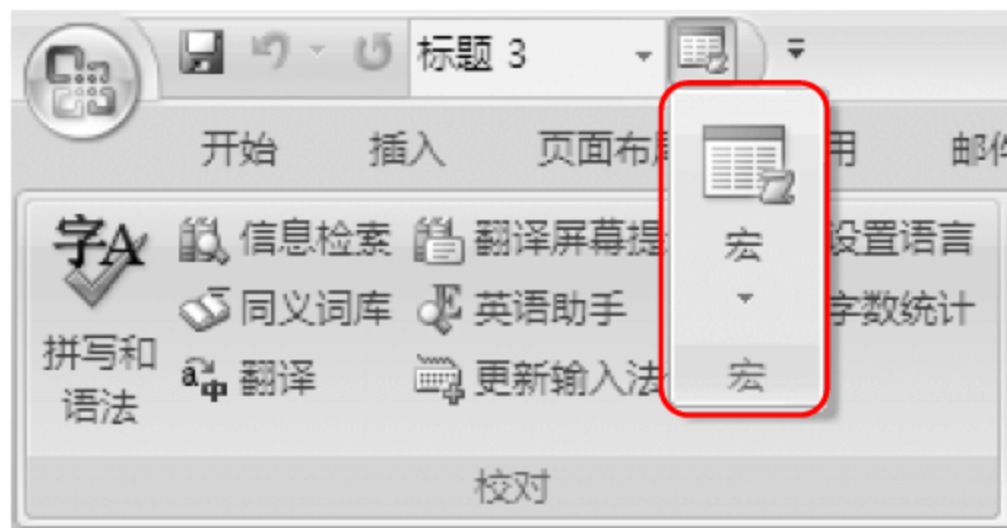 标题 3
开始 插入 页面布 用 邮件
字A 信息检索 翻译屏幕提 宏 设置语言
同义词库 英语助手 字数统计
拼写和 a中 翻译 更新输入法 宏
语法
校对